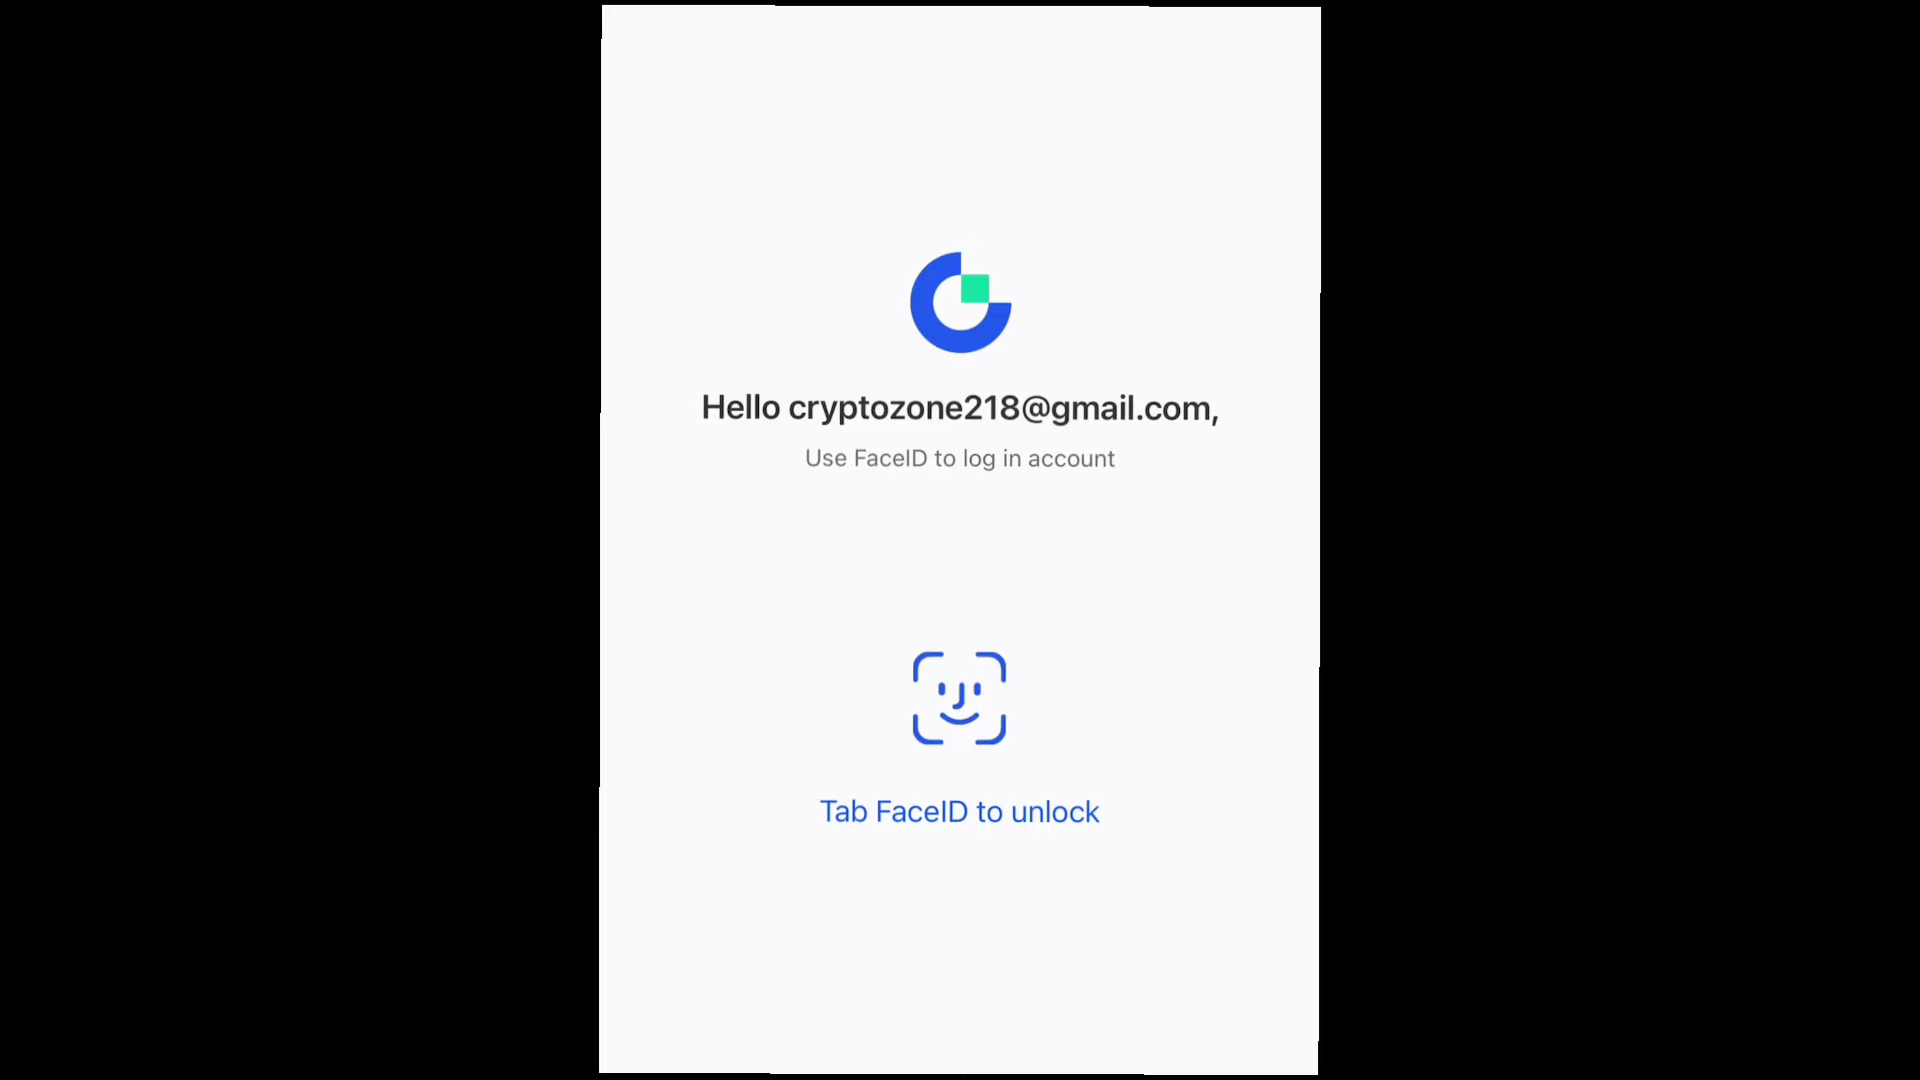 Hello cryptozone218@gmail.com,
Use FaceID to log in account
Tab FaceID to unlock